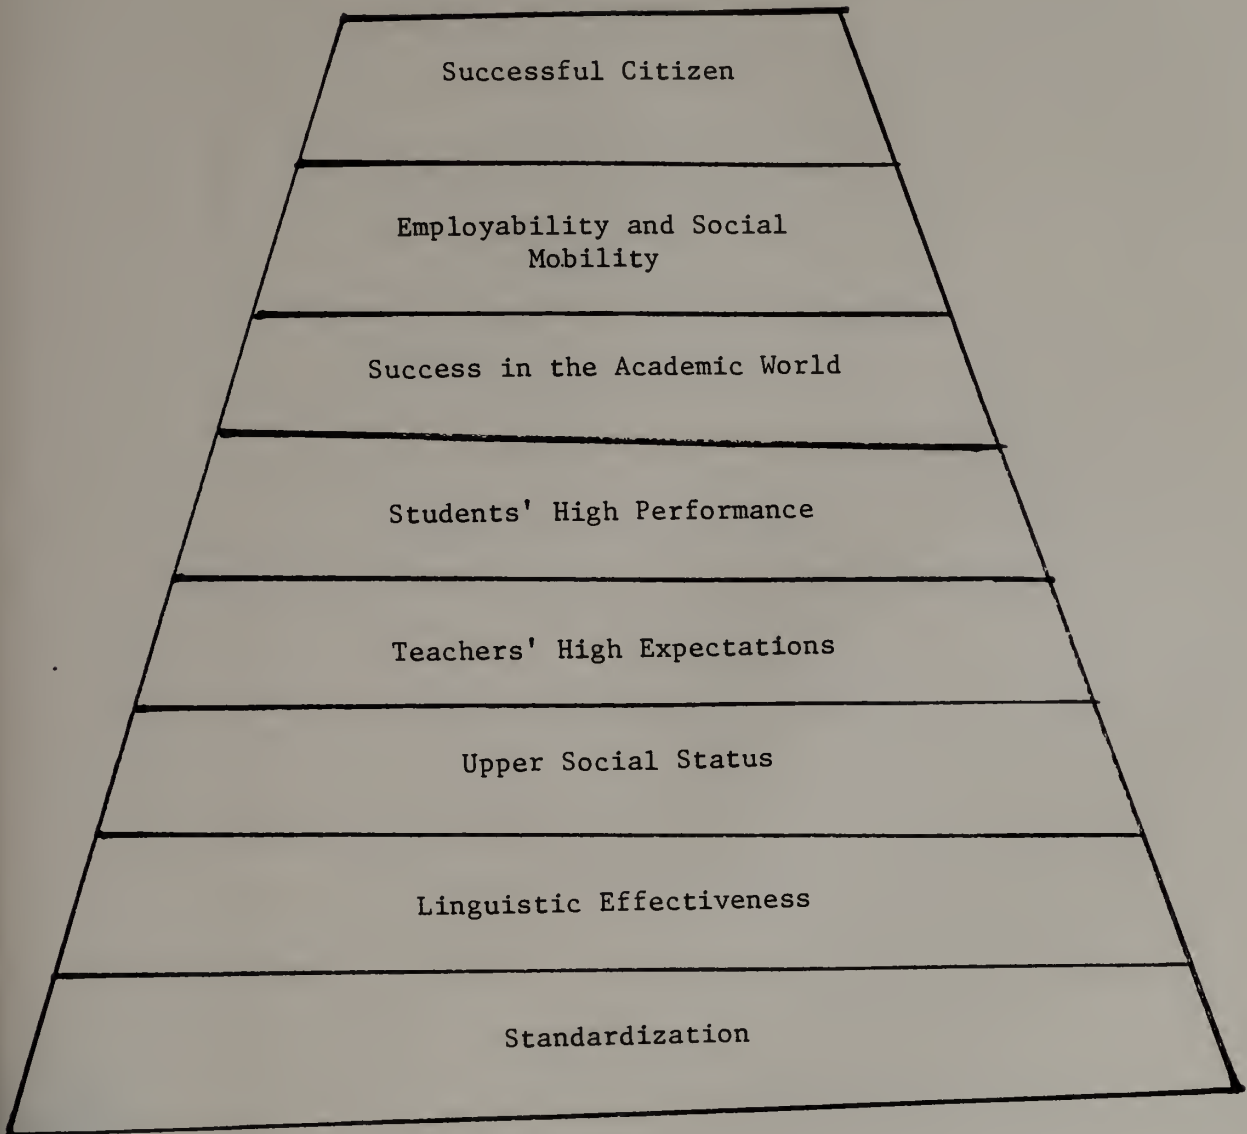 Successful Citizen
Employability and Social
Mobility
Success in the Academic World
Students' High Performance
Teachers' High Expectations
Upper Social Status
Linguistic Effectiveness
Standardization